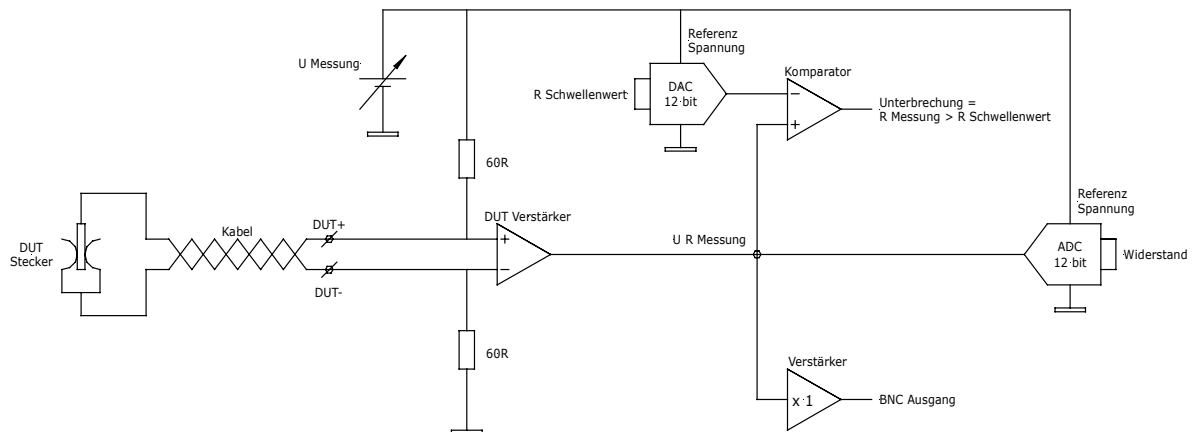 Referenz
Spannung
U Messung
Komparator
R Schwellenwert
DAC
12·bit
−
+
Unterbrechung =
R Messung > R Schwellenwert
60R
Referenz
Spannung
DUT+
DUT Verstärker
Kabel
+
−
U R Messung
DUT
Stecker
ADC
12·bit
Widerstand
DUT-
60R
Verstärker
x·1
BNC Ausgang